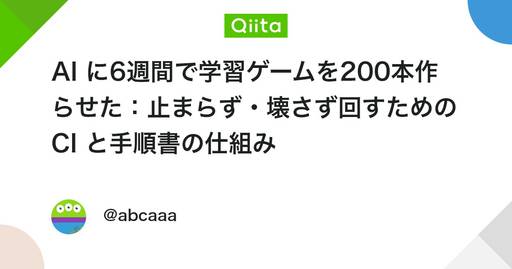 Qiita
AI に6週間で学習ゲームを200本作
らせた：止まらず・壊さず回すための
CI と手順書の仕組み
@abcaaa